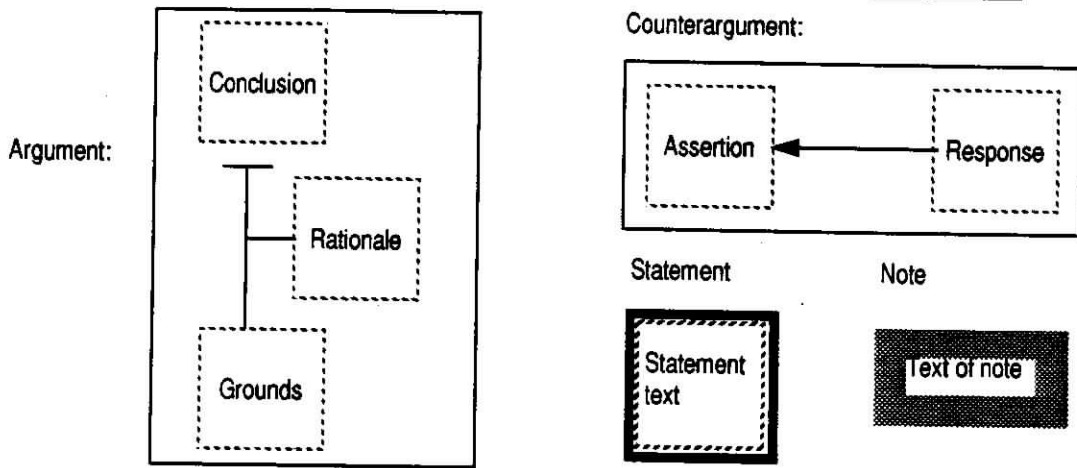 Argument:
Conclusion
Rationale
Grounds
Counterargument:
Assertion
Response
Statement
Statement
text
Note
Text of note